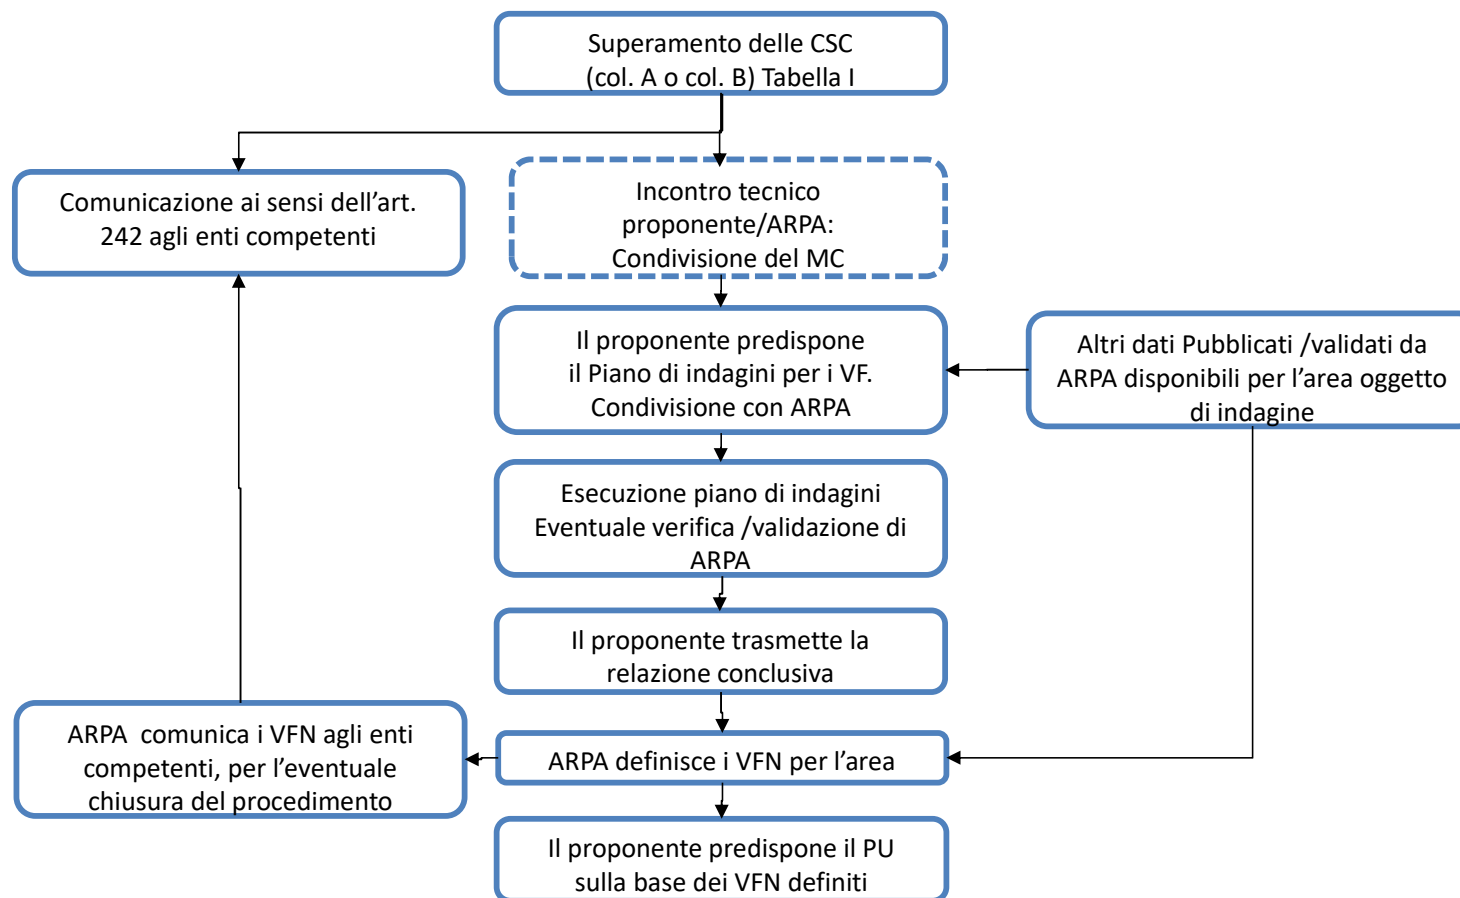 Superamento delle CSC
(col. A o col. B) Tabella I
Comunicazione ai sensi dell’art.
242 agli enti competenti
Incontro tecnico
proponente/ARPA:
Condivisione del MC
Il proponente predispone
il Piano di indagini per i VF.
Condivisione con ARPA
Altri dati Pubblicati /validati da
ARPA disponibili per l’area oggetto
di indagine
Esecuzione piano di indagini
Eventuale verifica /validazione di
ARPA
Il proponente trasmette la
relazione conclusiva
ARPA comunica i VFN agli enti
competenti, per l’eventuale
chiusura del procedimento
ARPA definisce i VFN per l’area
Il proponente predispone il PU
sulla base dei VFN definiti